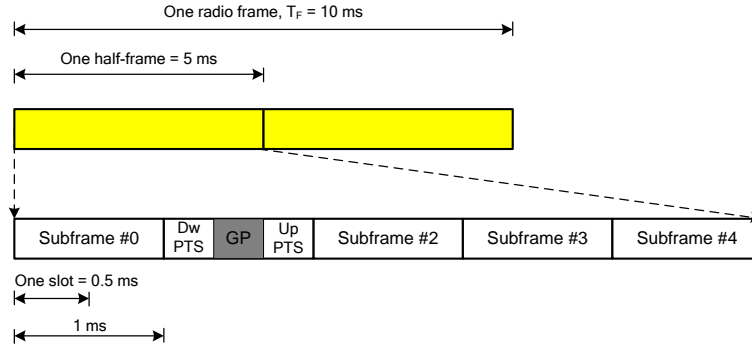 One radio frame, TF = 10 ms
One half-frame = 5 ms
Subframe #0
Dw
PTS
GP
Up
PTS
Subframe #2
Subframe #3
Subframe #4
One slot = 0.5 ms
1 ms